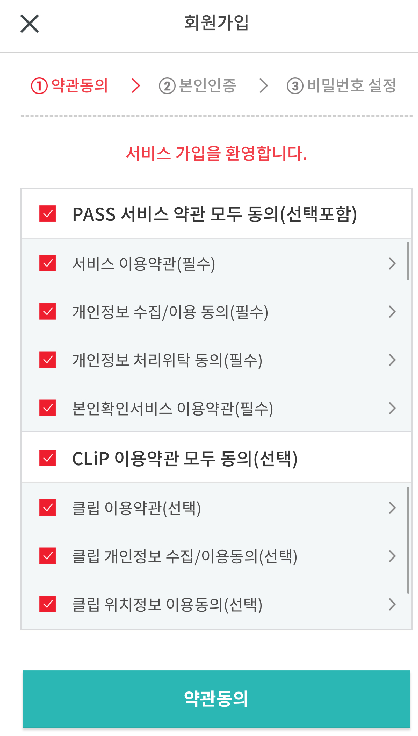 회원가입
① 약관동의 > ② 본인인증 > ③ 비밀번호 설정
서비스 가입을 환영합니다.
PASS 서비스 약관 모두 동의(선택포함)
서비스 이용약관(필수)
개인정보 수집/이용 동의(필수)
개인정보 처리위탁 동의(필수)
본인확인서비스 이용약관(필수)
CLiP 이용약관 모두 동의(선택)
클립 이용약관(선택)
클립 개인정보 수집/이용동의(선택)
클립 위치정보 이용동의(선택)
약관동의